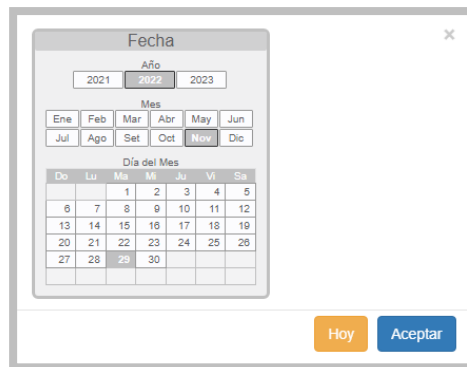 Fecha
×
Año
2021 2022 2023
Mes
Ene Feb Mar Abr May Jun
Jul Ago Set Oct Nov Dic
Día del Mes
Do Lu Ma Mi Ju Vi Sa
1 2 3 4 5
6 7 8 9 10 11 12
13 14 15 16 17 18 19
20 21 22 23 24 25 26
27 28 29 30
Hoy Aceptar